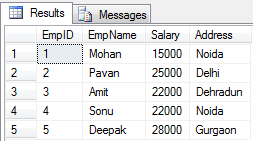 Results Messages
EmpID EmpName Salary Address
1 1 Mohan 15000 Noida
2 2 Pavan 25000 Delhi
3 3 Amit 22000 Dehradun
4 4 Sonu 22000 Noida
5 5 Deepak 28000 Gurgaon